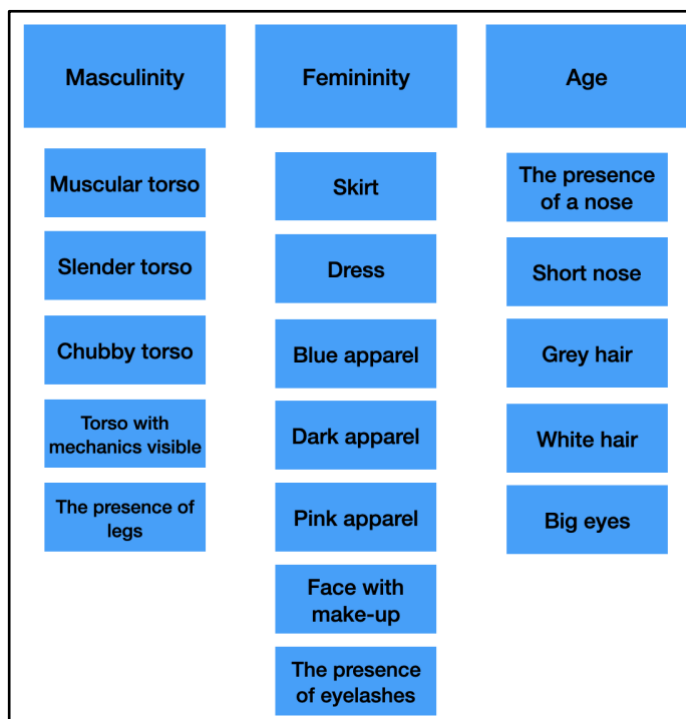 Masculinity
Femininity
Age
Muscular torso
Slender torso
Chubby torso
Torso with
mechanics visible
The presence of
legs
Skirt
Dress
Blue apparel
Dark apparel
Pink apparel
Face with
make-up
The presence
of eyelashes
The presence
of a nose
Short nose
Grey hair
White hair
Big eyes